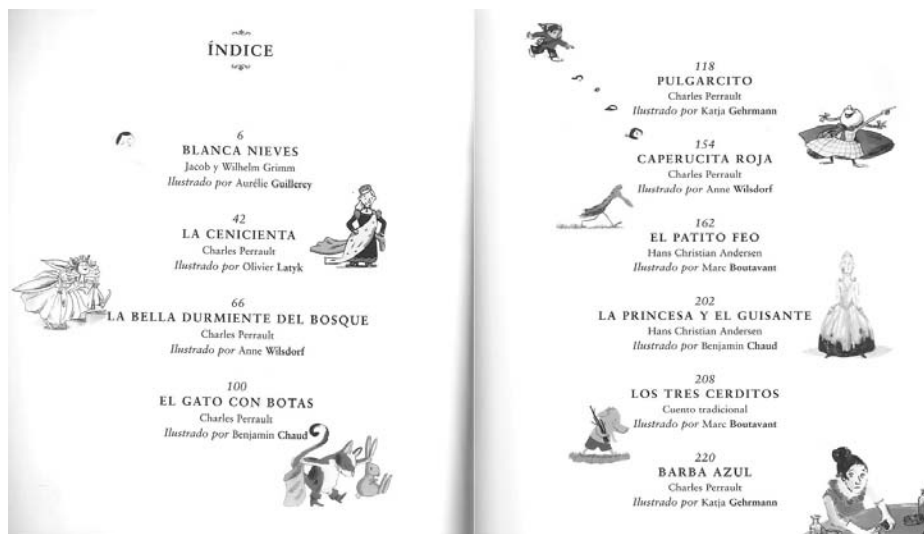 ÍNDICE
6
BLANCA NIEVES
Jacob y Wilhelm Grimm
Ilustrado por Aurélie Guillerey
42
LA CENICIENTA
Charles Perrault
Ilustrado por Olivier Latyk
66
LA BELLA DURMIENTE DEL BOSQUE
Charles Perrault
Ilustrado por Anne Wilsdorf
100
EL GATO CON BOTAS
Charles Perrault
Ilustrado por Benjamin Chaud
118
PULGARCITO
Charles Perrault
Ilustrado por Katja Gehrmann
154
CAPERUCITA ROJA
Charles Perrault
Ilustrado por Anne Wilsdorf
162
EL PATITO FEO
Hans Christian Andersen
Ilustrado por Marc Boutavant
202
LA PRINCESA Y EL GUISANTE
Hans Christian Andersen
Ilustrado por Benjamin Chaud
208
LOS TRES CERDITOS
Cuento tradicional
Ilustrado por Marc Boutavant
220
BARBA AZUL
Charles Perrault
Ilustrado por Katja Gehrmann